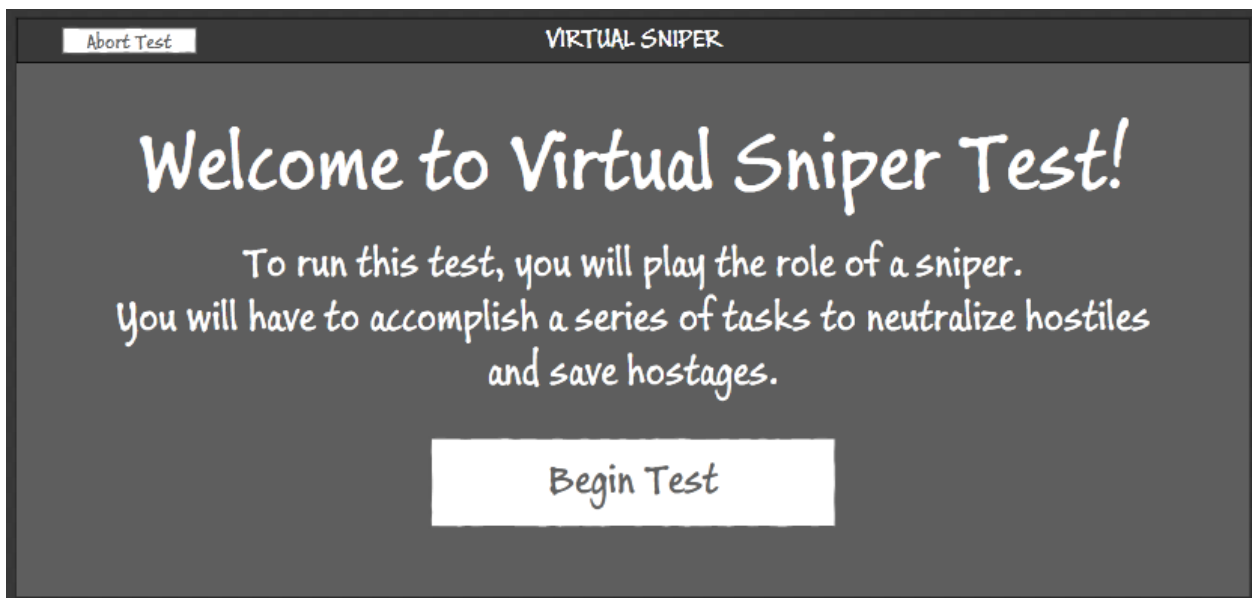 Abort Test
VIRTUAL SNIPER
Welcome to Virtual Sniper Test!
To run this test, you will play the role of a sniper.
You will have to accomplish a series of tasks to neutralize hostiles
and save hostages.
Begin Test